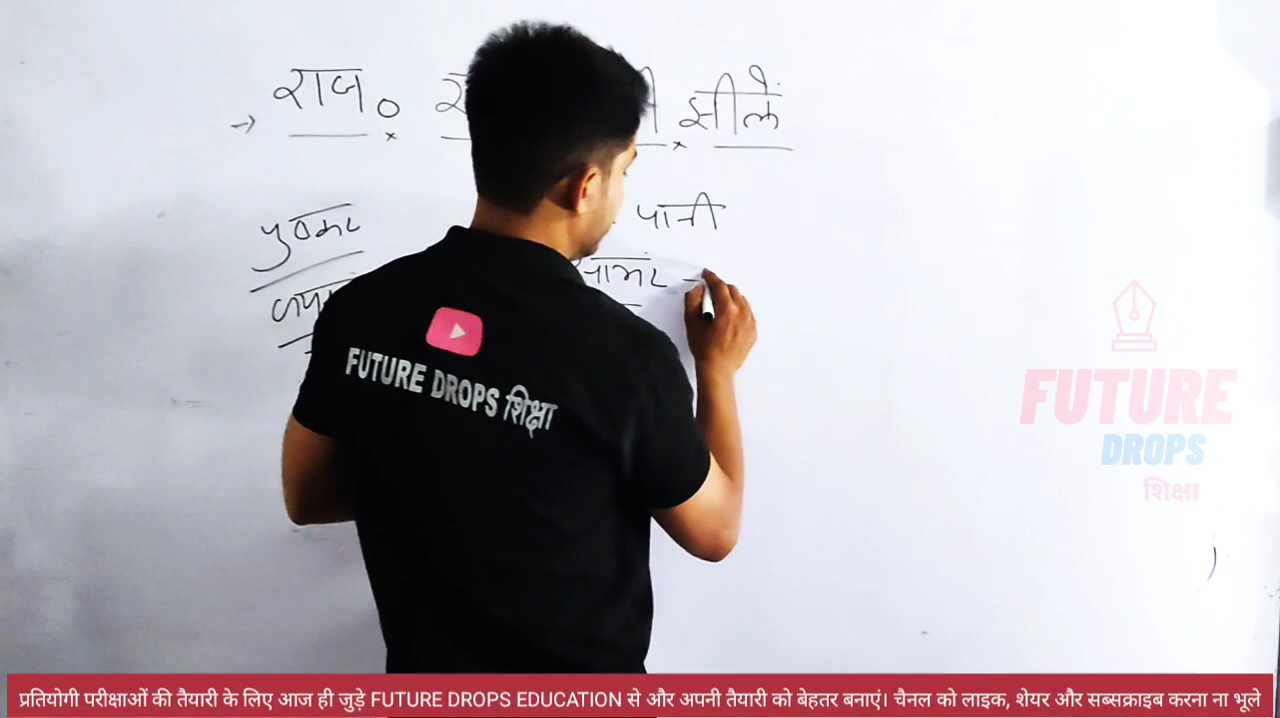 → राज० झीलें
पुष्कर पानी
सांभर -
FUTURE DROPS शिक्षा
FUTURE
DROPS
शिक्षा
प्रतियोगी परीक्षाओं की तैयारी के लिए आज ही जुड़े FUTURE DROPS EDUCATION से और अपनी तैयारी को बेहतर बनाएं। चैनल को लाइक, शेयर और सब्सक्राइब करना ना भूले